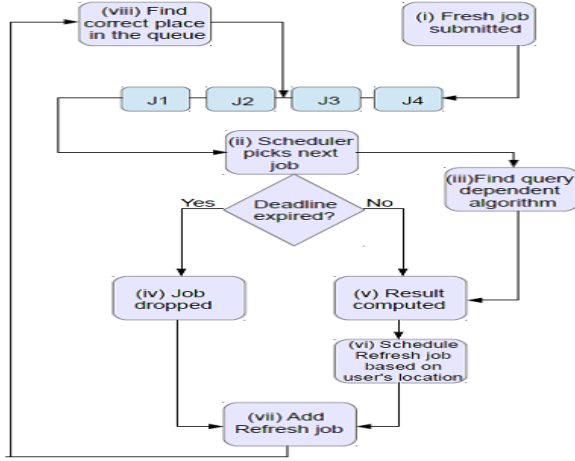 (viii) Find
correct place
in the queue
(i) Fresh job
submitted
J1
J2
J3
J4
(ii) Scheduler
picks next
job
(iii)Find query
dependent
algorithm
Yes
Deadline
expired?
No
(iv) Job
dropped
(v) Result
computed
(vi) Schedule
Refresh job
based on
user's location
(vii) Add
Refresh job